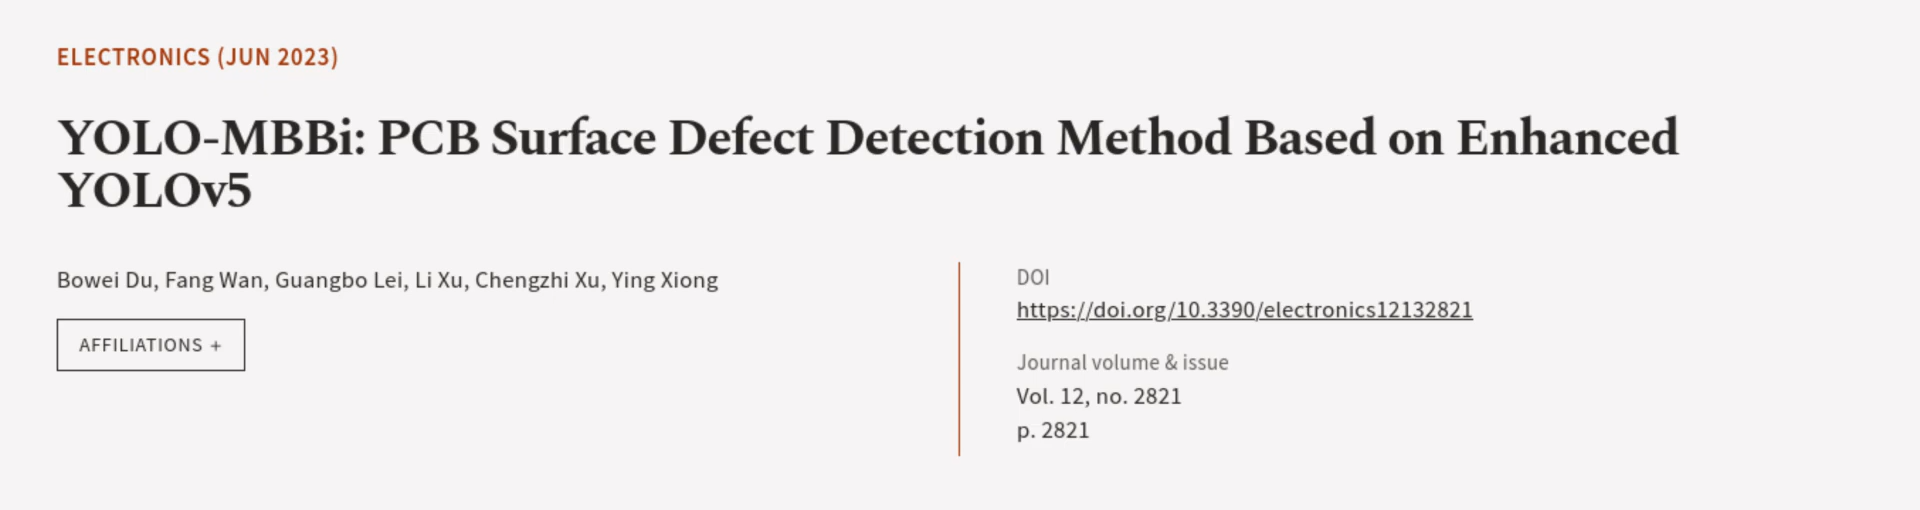 ELECTRONICS (JUN 2023)
YOLO-MBBi: PCB Surface Defect Detection Method Based on Enhanced
YOLOv5
Bowei Du, Fang Wan, Guangbo Lei, Li Xu, Chengzhi Xu, Ying Xiong
AFFILIATIONS +
DOI
https://doi.org/10.3390/electronics12132821
Journal volume & issue
Vol. 12, no. 2821
p. 2821